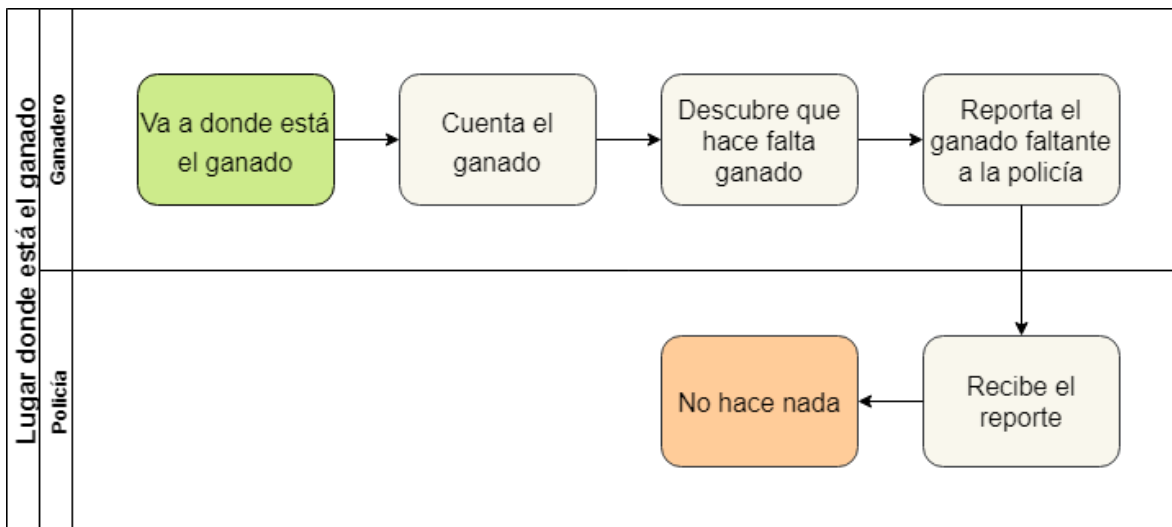 Lugar donde está el ganado
Ganadero
Va a donde está
el ganado
Cuenta el
ganado
Descubre que
hace falta
ganado
Reporta el
ganado faltante
a la policía
Policía
No hace nada
Recibe el
reporte